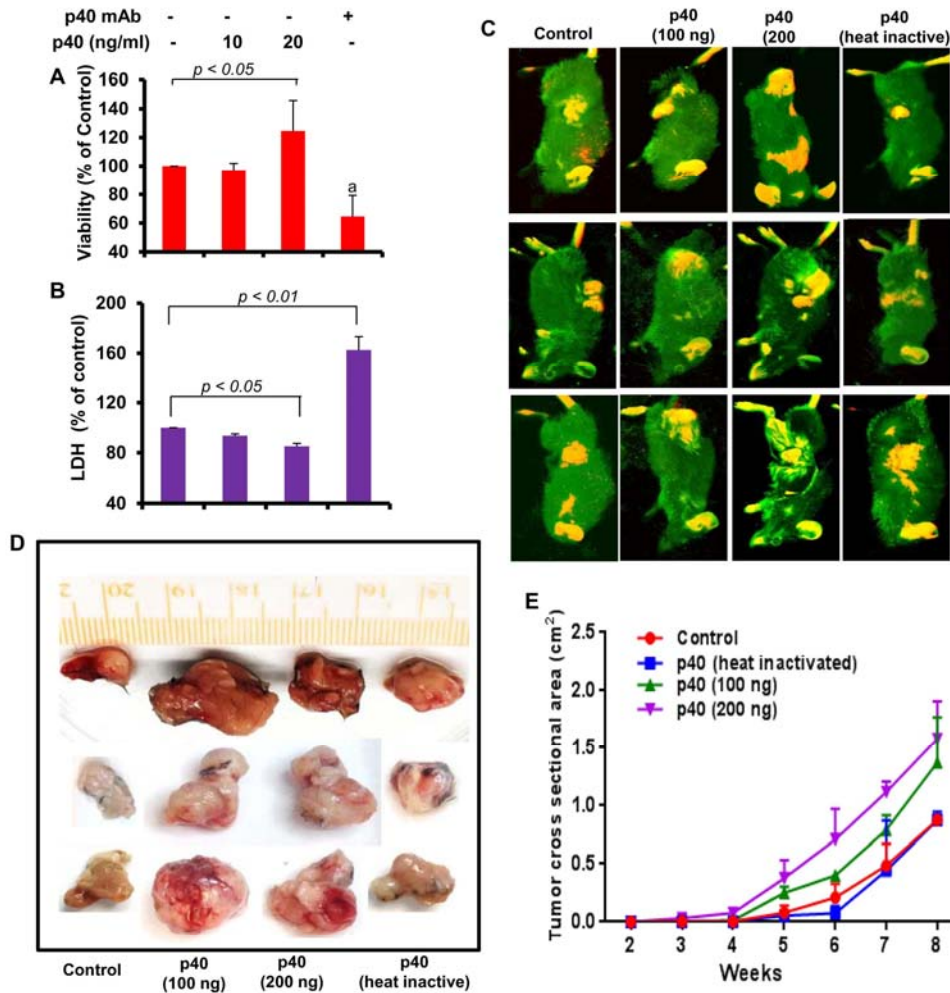 p40 mAb - - - +
p40 (ng/ml) - 10 20 -
A
p < 0.05
160
140
120
100
80
60
40
Viability (% of Control)
a
B
p < 0.01
p < 0.05
200
160
120
80
40
LDH (% of control)
C
Control
p40
(100 ng)
p40
(200
p40
(heat inactive)
D
20 19 18 17 16 15
Control
p40
(100 ng)
p40
(200 ng)
p40
(heat inactive)
E
Control
p40 (heat inactivated)
p40 (100 ng)
p40 (200 ng)
2.5
2.0
1.5
1.0
0.5
0.0
Tumor cross sectional area (cm²)
2 3 4 5 6 7 8
Weeks